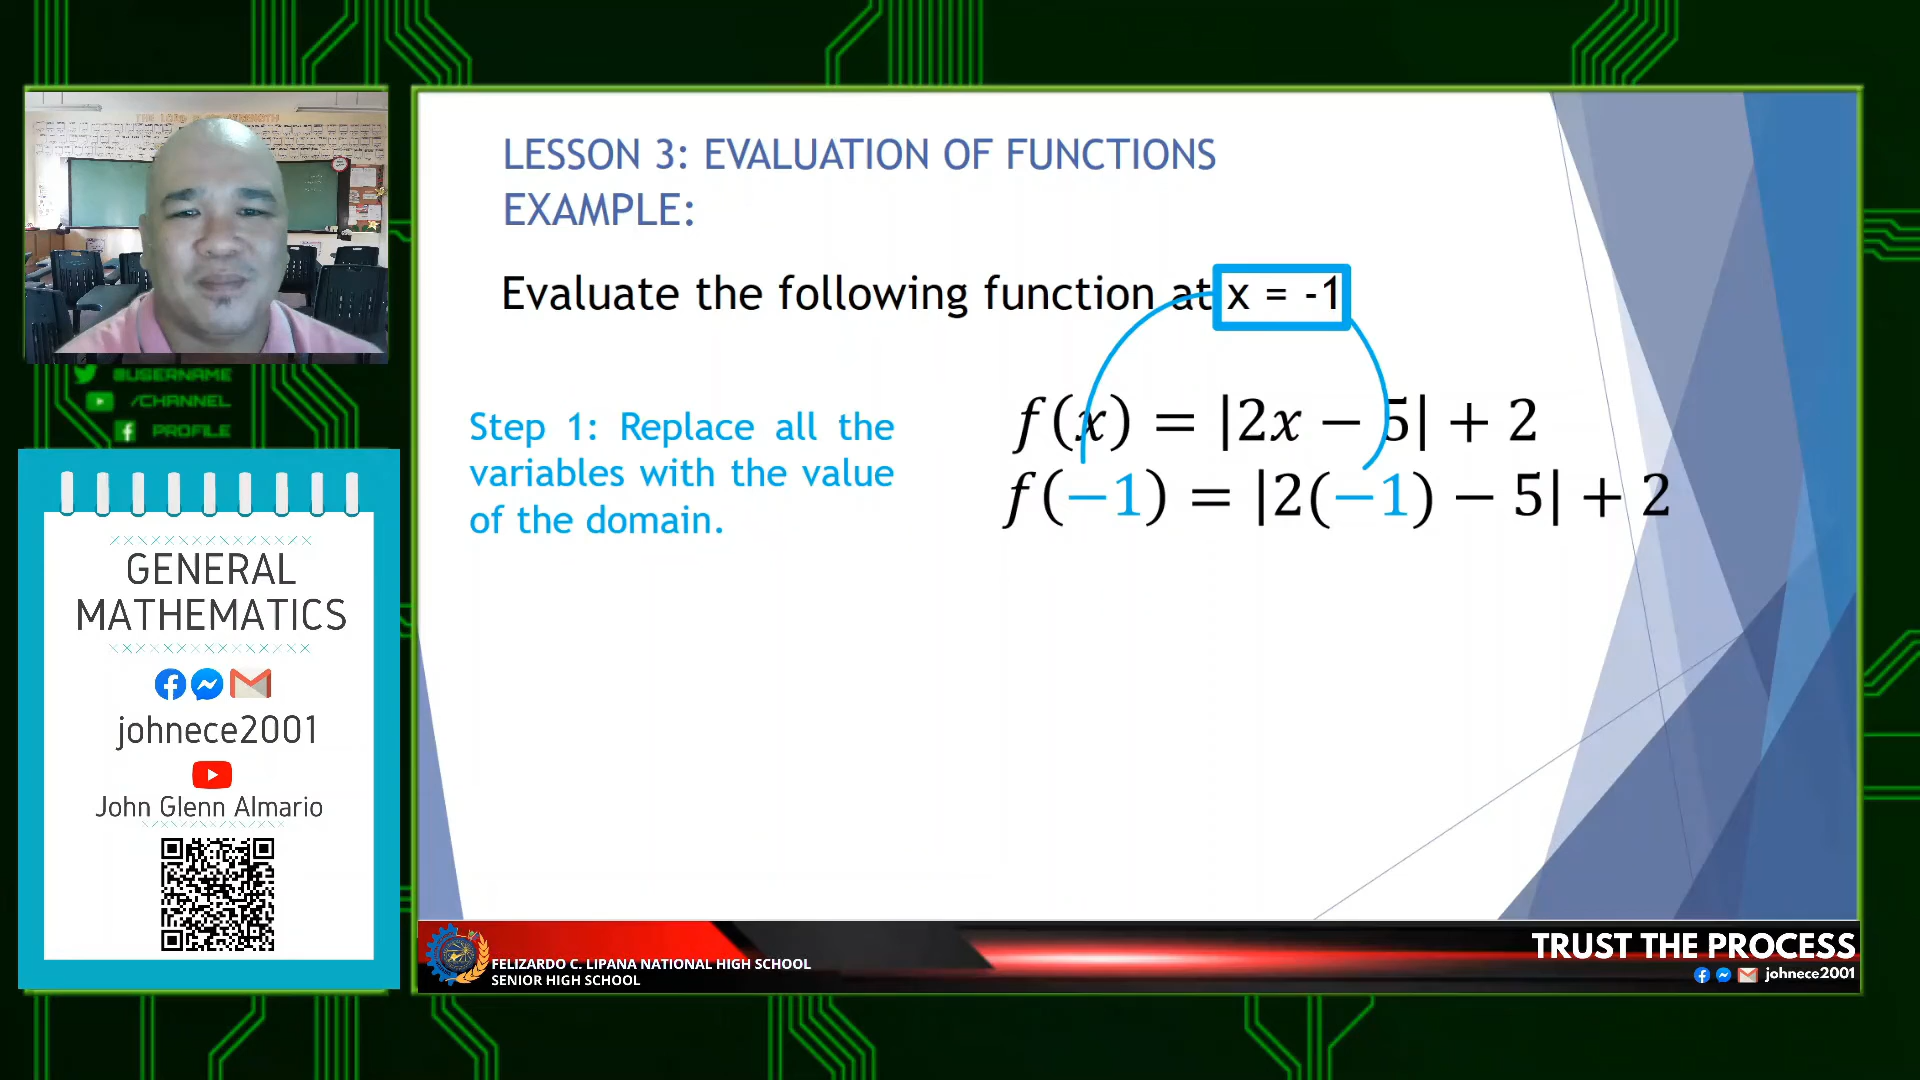 LESSON 3: EVALUATION OF FUNCTIONS
EXAMPLE:
Evaluate the following function at x = -1
Step 1: Replace all the
variables with the value
of the domain.
f(x) = |2x − 5| + 2
f(−1) = |2(−1) − 5| + 2
@USERNAME
/CHANNEL
PROFILE
GENERAL
MATHEMATICS
johnece2001
John Glenn Almario
FELIZARDO C. LIPANA NATIONAL HIGH SCHOOL
SENIOR HIGH SCHOOL
TRUST THE PROCESS
johnece2001